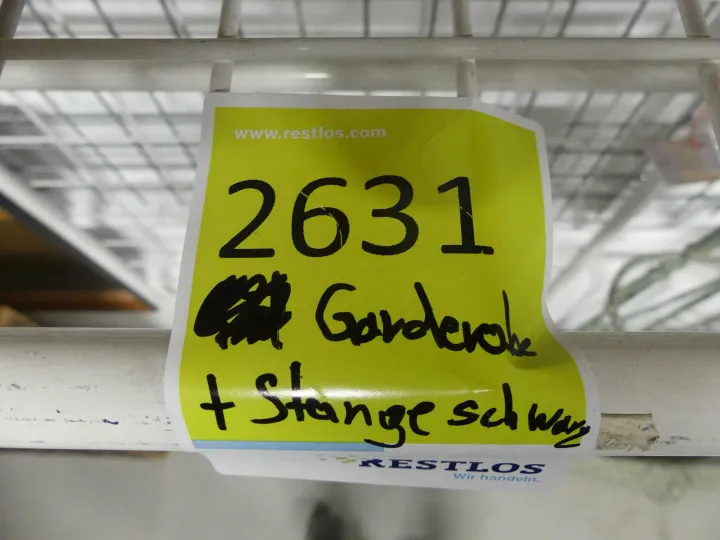 www.restlos.com
2631
Garderobe
+ Stange schwarz
RESTLOS
Wir handeln.